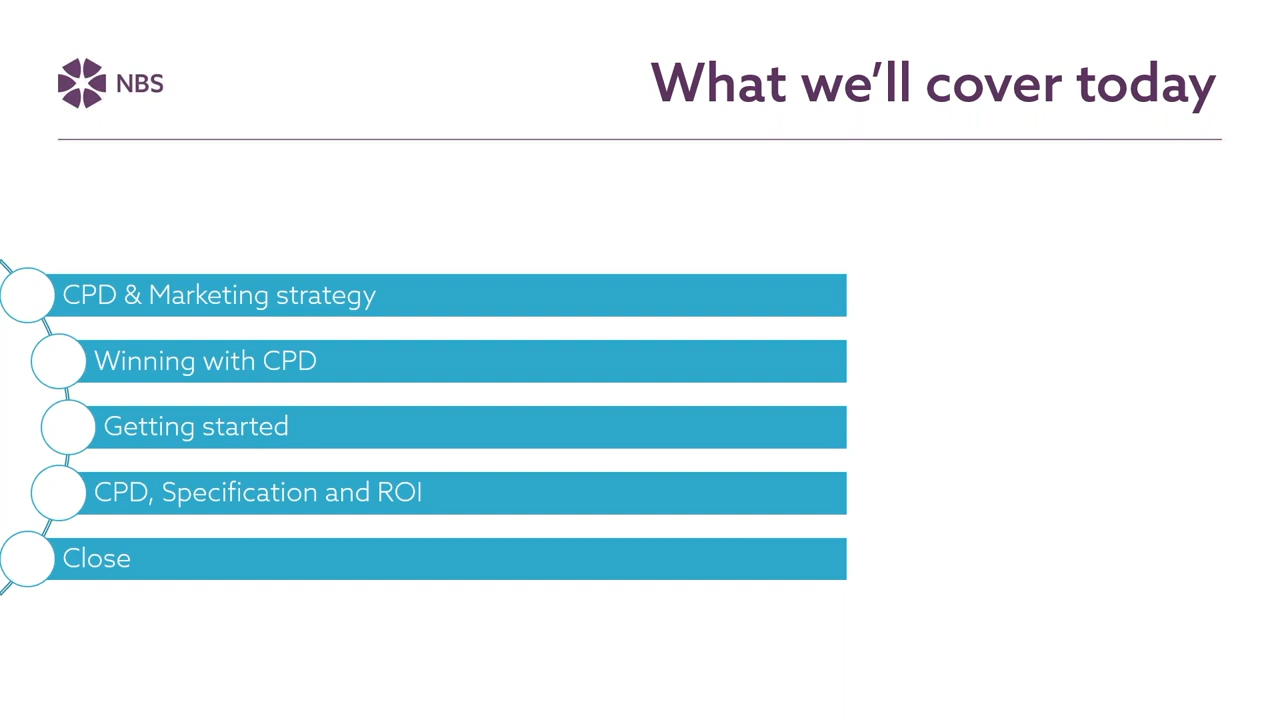 NBS
What we’ll cover today
CPD & Marketing strategy
Winning with CPD
Getting started
CPD, Specification and ROI
Close